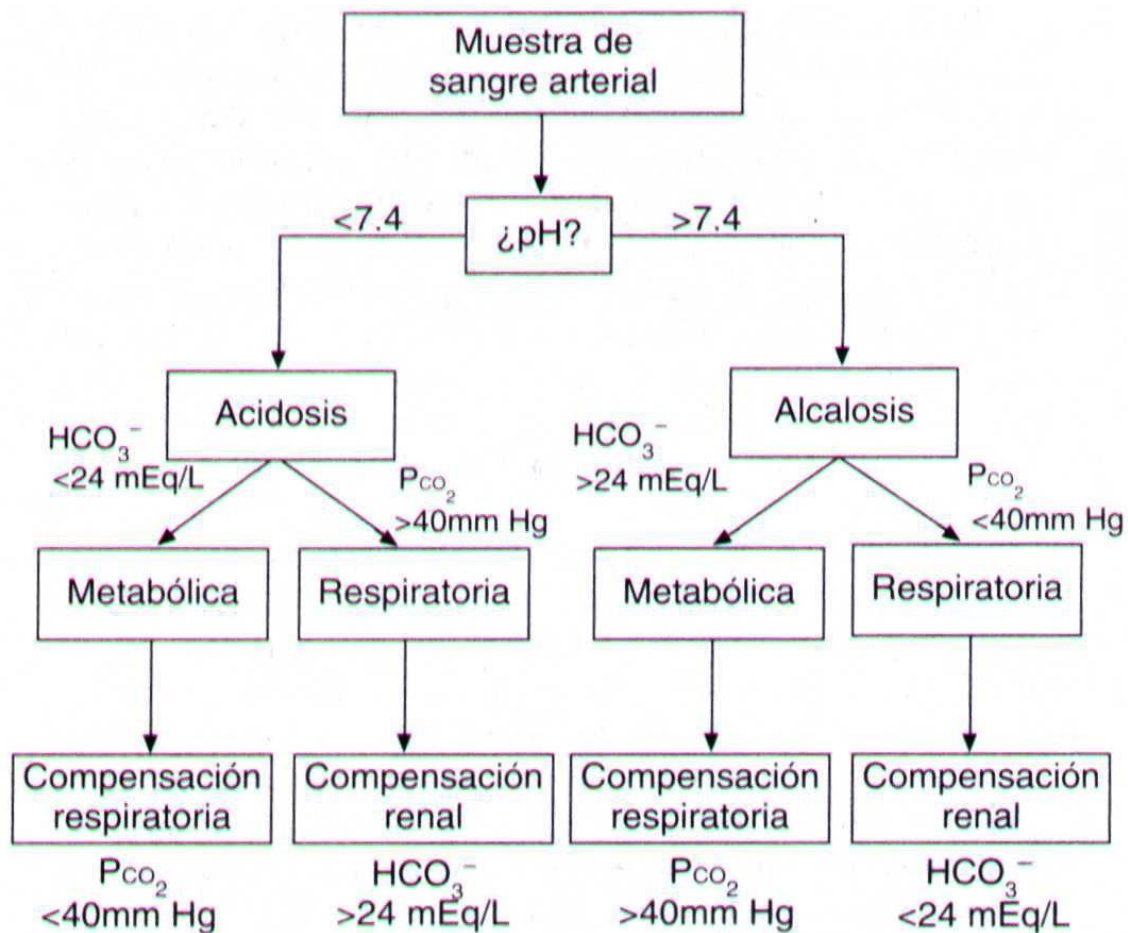 Muestra de
sangre arterial
<7.4
¿pH?
>7.4
Acidosis
Alcalosis
HCO₃⁻
<24 mEq/L
Pco₂
>40mm Hg
HCO₃⁻
>24 mEq/L
Pco₂
<40mm Hg
Metabólica
Respiratoria
Metabólica
Respiratoria
Compensación
respiratoria
Compensación
renal
Compensación
respiratoria
Compensación
renal
Pco₂
<40mm Hg
HCO₃⁻
>24 mEq/L
Pco₂
>40mm Hg
HCO₃⁻
<24 mEq/L